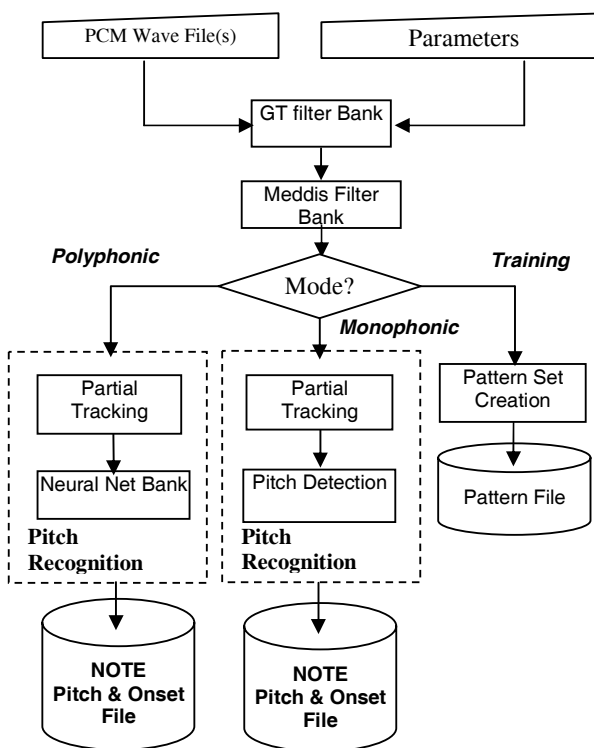 PCM Wave File(s)
Parameters
GT filter Bank
Meddis Filter
Bank
Polyphonic
Training
Mode?
Monophonic
Partial
Tracking
Partial
Tracking
Pattern Set
Creation
Neural Net Bank
Pitch Detection
Pattern File
Pitch
Recognition
Pitch
Recognition
NOTE
Pitch & Onset
File
NOTE
Pitch & Onset
File